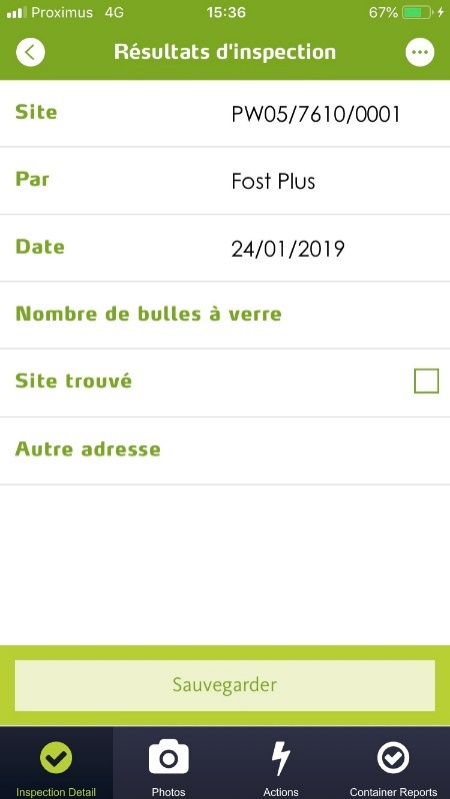 Proximus 4G 15:36 67%
Résultats d'inspection
Site PW05/7610/0001
Par Fost Plus
Date 24/01/2019
Nombre de bulles à verre
Site trouvé
Autre adresse
Sauvegarder
Inspection Detail Photos Actions Container Reports